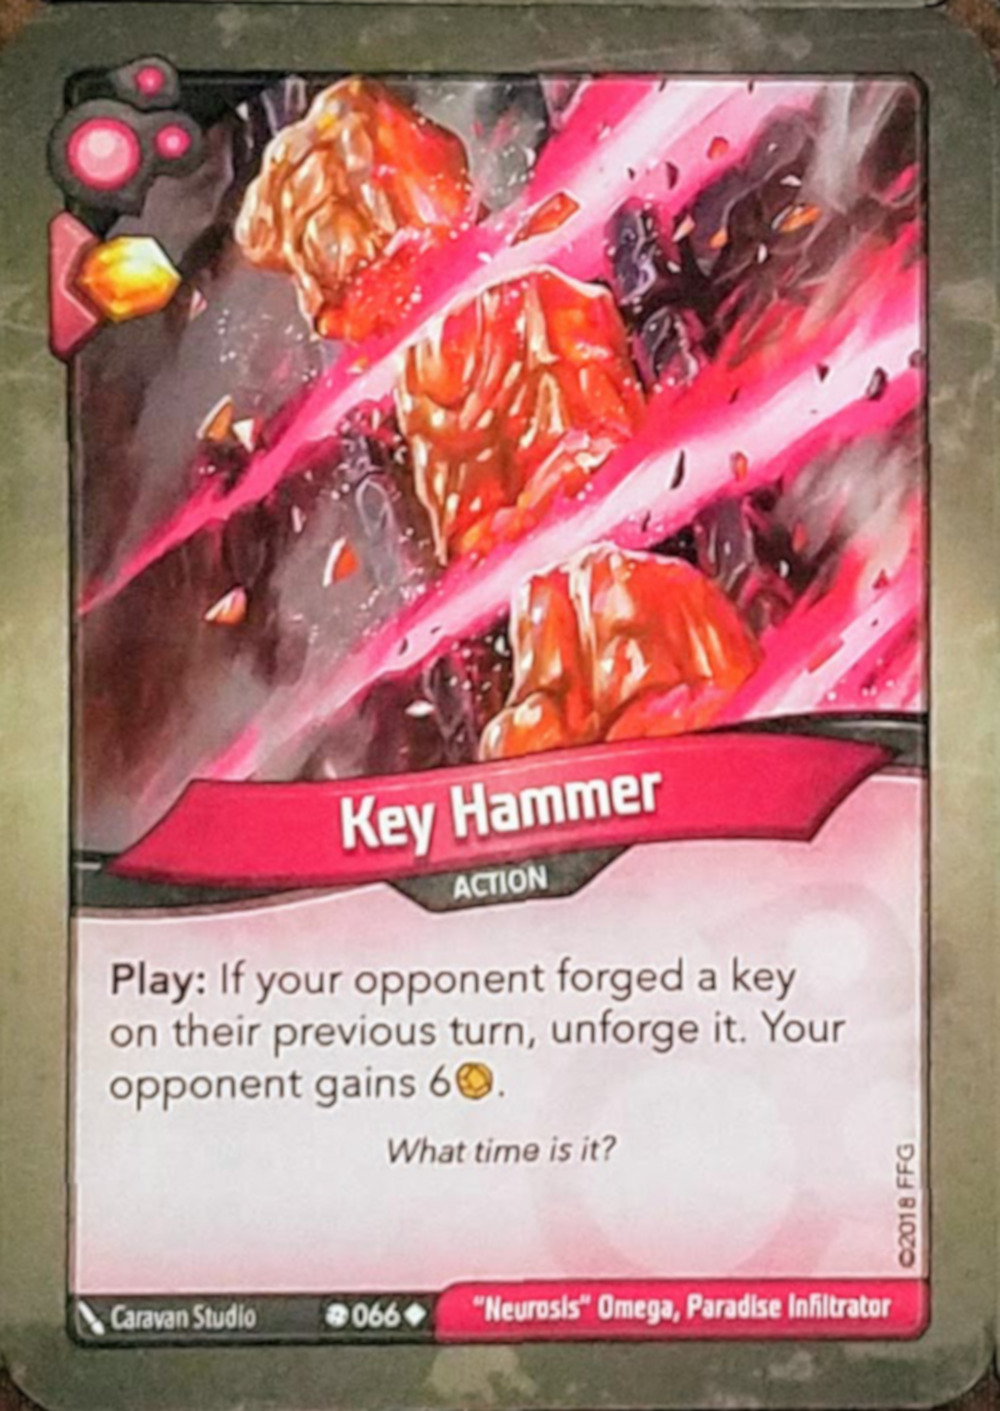 Key Hammer
ACTION
Play: If your opponent forged a key
on their previous turn, unforge it. Your
opponent gains 6.
What time is it?
©2018 FFG
Caravan Studio
066
"Neurosis" Omega, Paradise Infiltrator